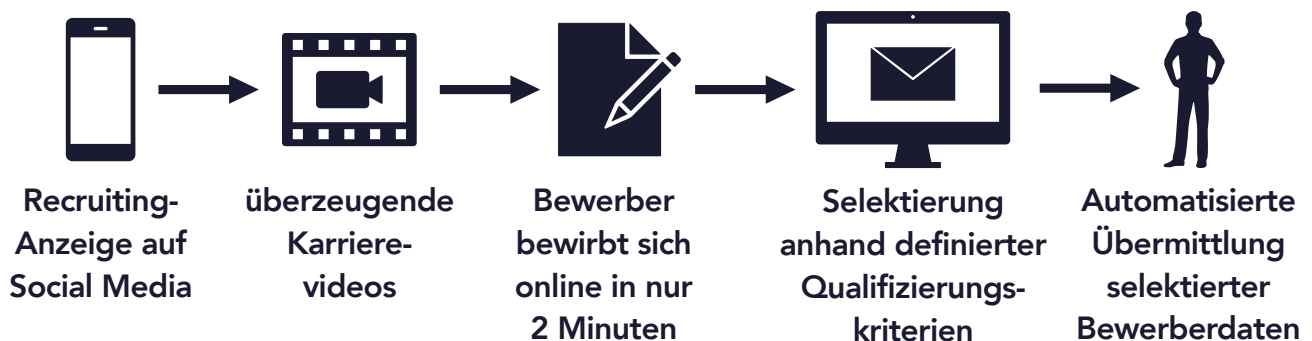 Recruiting-
Anzeige auf
Social Media
überzeugende
Karriere-
videos
Bewerber
bewirbt sich
online in nur
2 Minuten
Selektierung
anhand definierter
Qualifizierungs-
kriterien
Automatisierte
Übermittlung
selektierter
Bewerberdaten